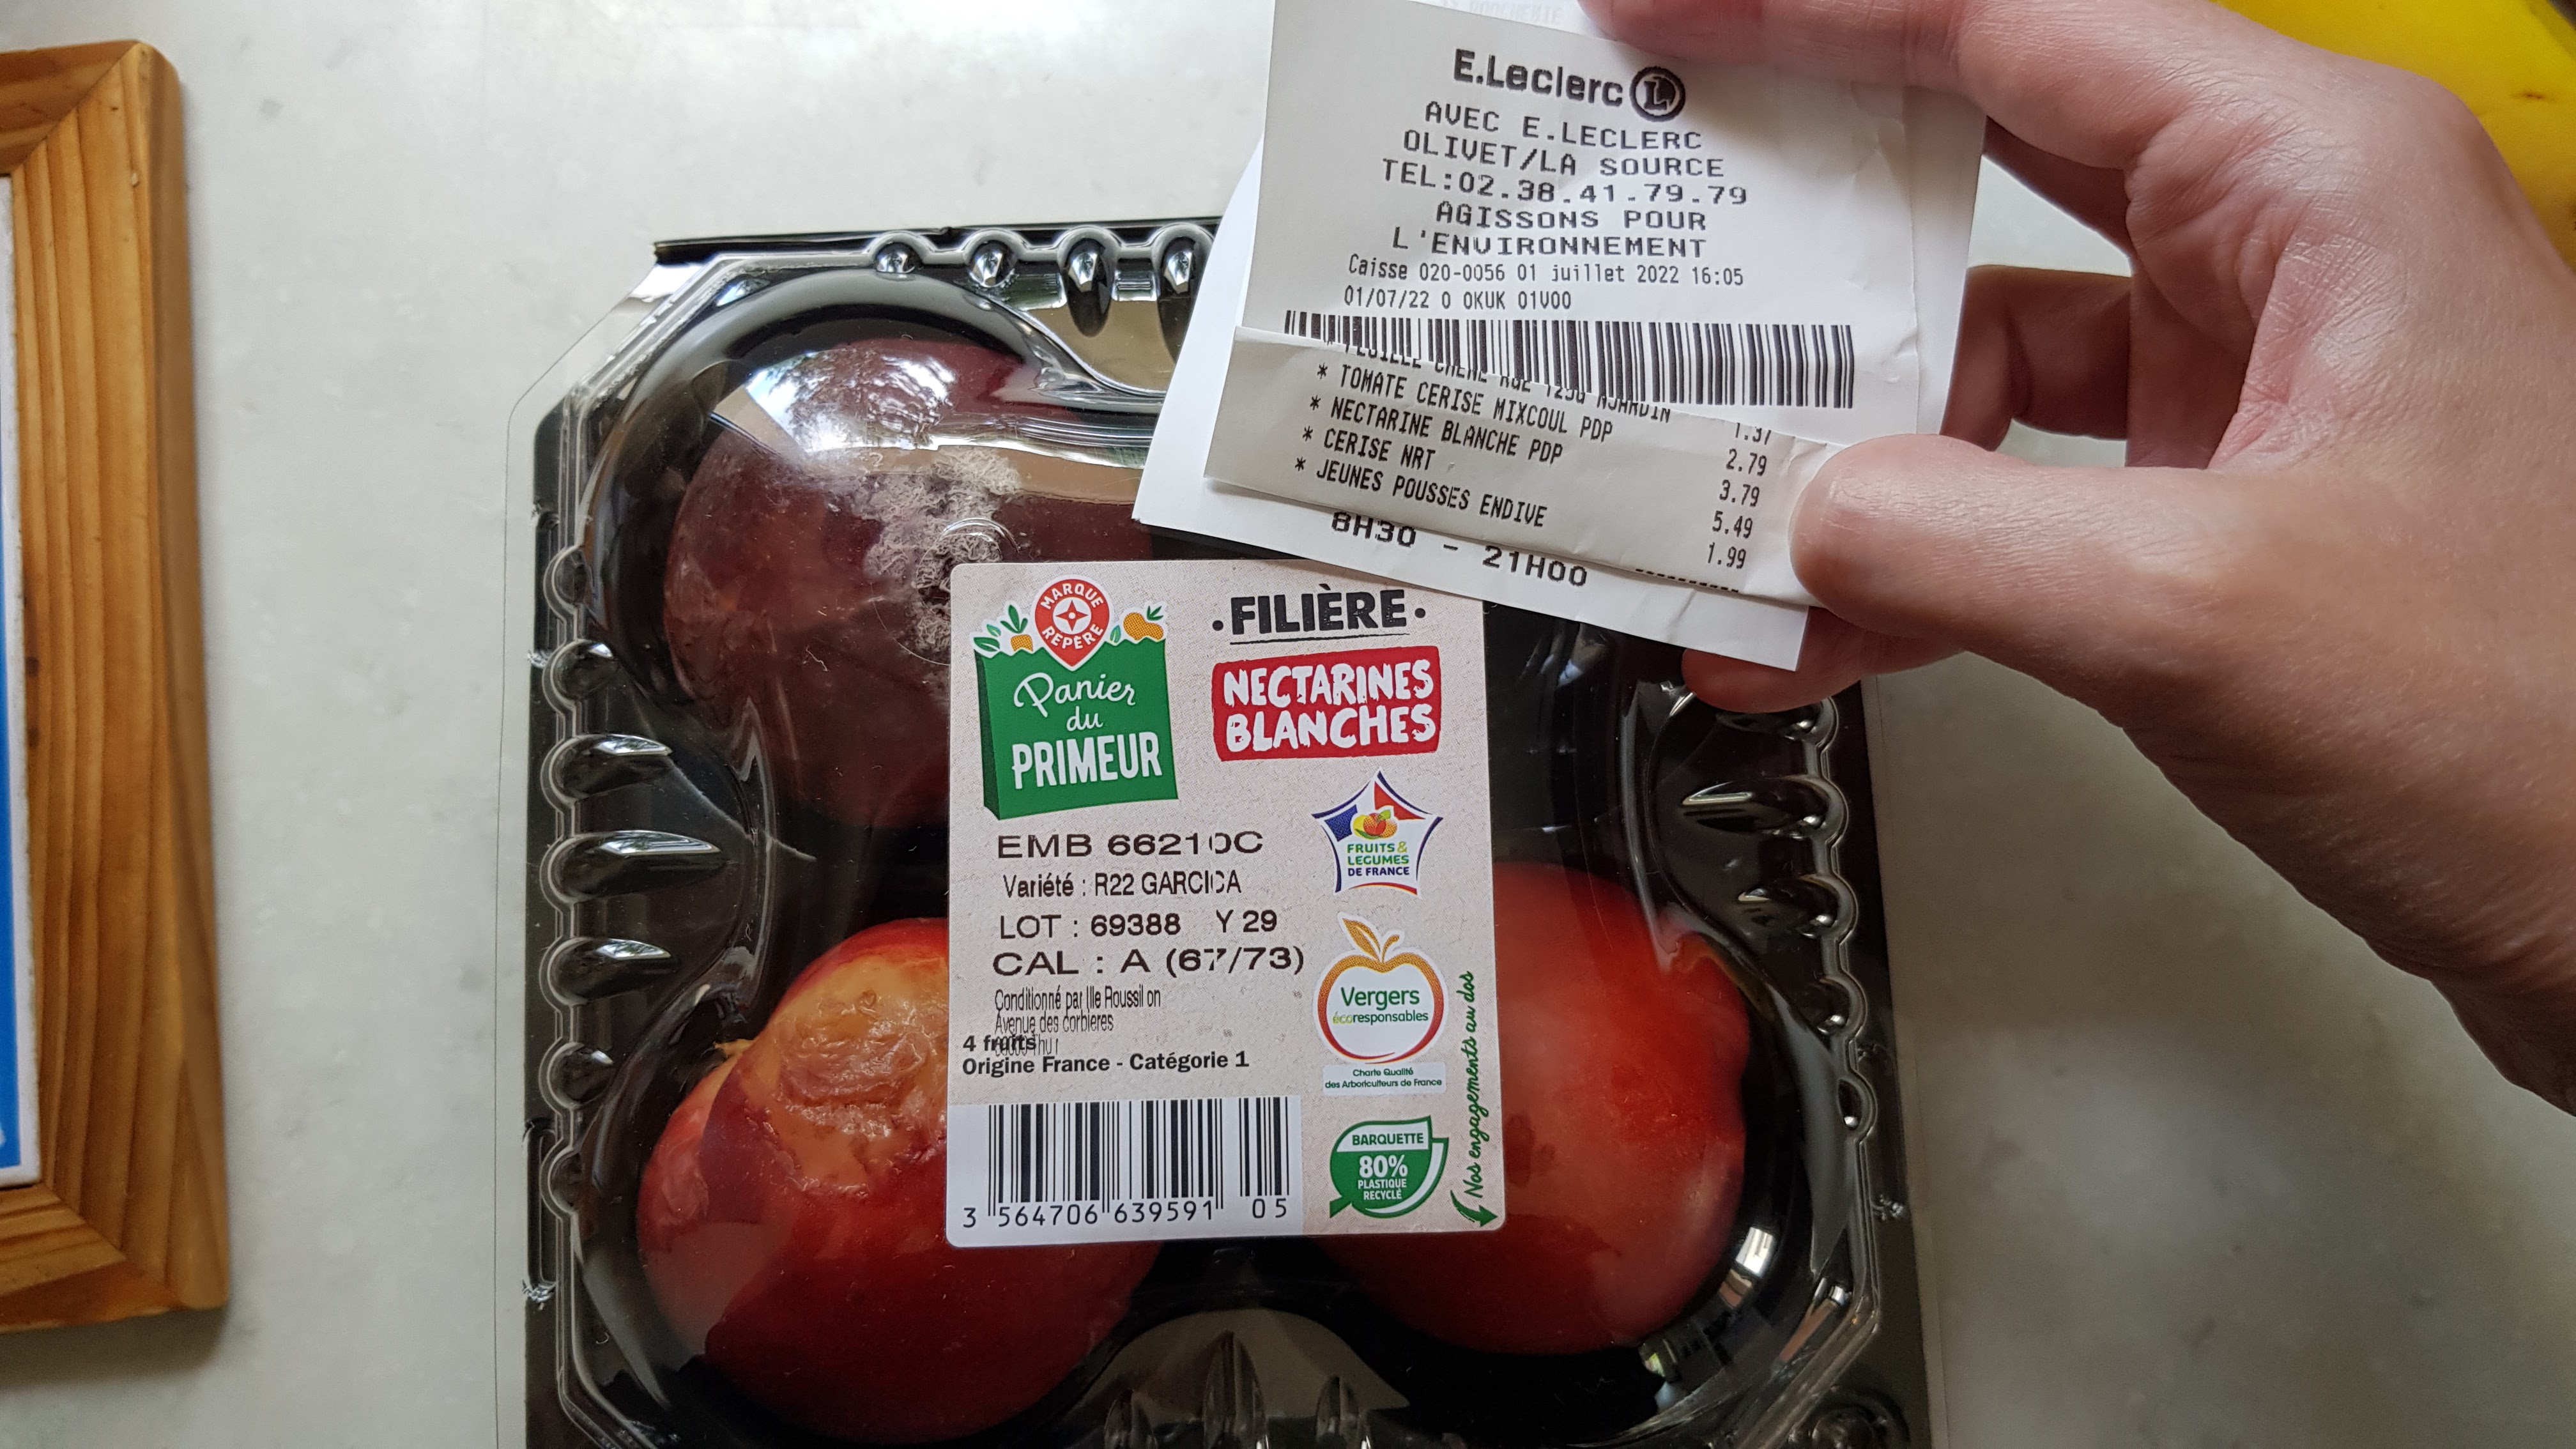 E.Leclerc L
AVEC E.LECLERC
OLIVET/LA SOURCE
TEL:02.38.41.79.79
AGISSONS POUR
L'ENVIRONNEMENT
Caisse 020-0056 01 juillet 2022 16:05
01/07/22 0 OKUK 01V00
1.37
* TOMATE CERISE MIXCOUL PDP 2.79
* NECTARINE BLANCHE PDP 3.79
* CERISE NRT 5.49
* JEUNES POUSSES ENDIVE 1.99
8H30 - 21H00
MARQUE REPÈRE
Panier
du
PRIMEUR
·FILIÈRE·
NECTARINES
BLANCHES
FRUITS &
LEGUMES
DE FRANCE
EMB 66210C
Variété : R22 GARCICA
LOT : 69388 Y 29
CAL : A (67/73)
Conditionné par Ille Roussillon
Avenue des corbieres
4 fruits
Origine France - Catégorie 1
Vergers
écoresponsables
Charte Qualité
des Arboriculteurs de France
BARQUETTE
80%
PLASTIQUE
RECYCLÉ
Nos engagements au dos
3 564706 639591 05